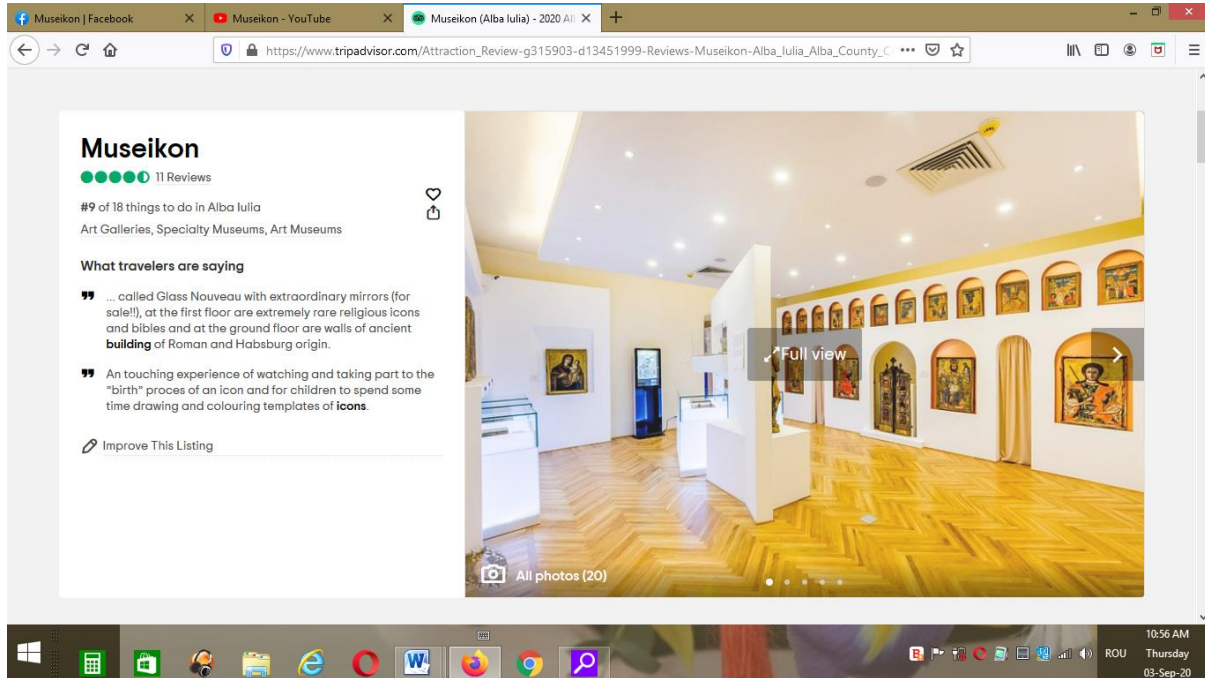 Museikon | Facebook
Museikon - YouTube
Museikon (Alba Iulia) - 2020 All
https://www.tripadvisor.com/Attraction_Review-g315903-d13451999-Reviews-Museikon-Alba_Iulia_Alba_County_C
Museikon
11 Reviews
#9 of 18 things to do in Alba Iulia
Art Galleries, Specialty Museums, Art Museums
What travelers are saying
... called Glass Nouveau with extraordinary mirrors (for
sale!!), at the first floor are extremely rare religious icons
and bibles and at the ground floor are walls of ancient
building of Roman and Habsburg origin.
An touching experience of watching and taking part to the
"birth" proces of an icon and for children to spend some
time drawing and colouring templates of icons.
Improve This Listing
Full view
All photos (20)
10:56 AM
ROU
Thursday
03-Sep-20